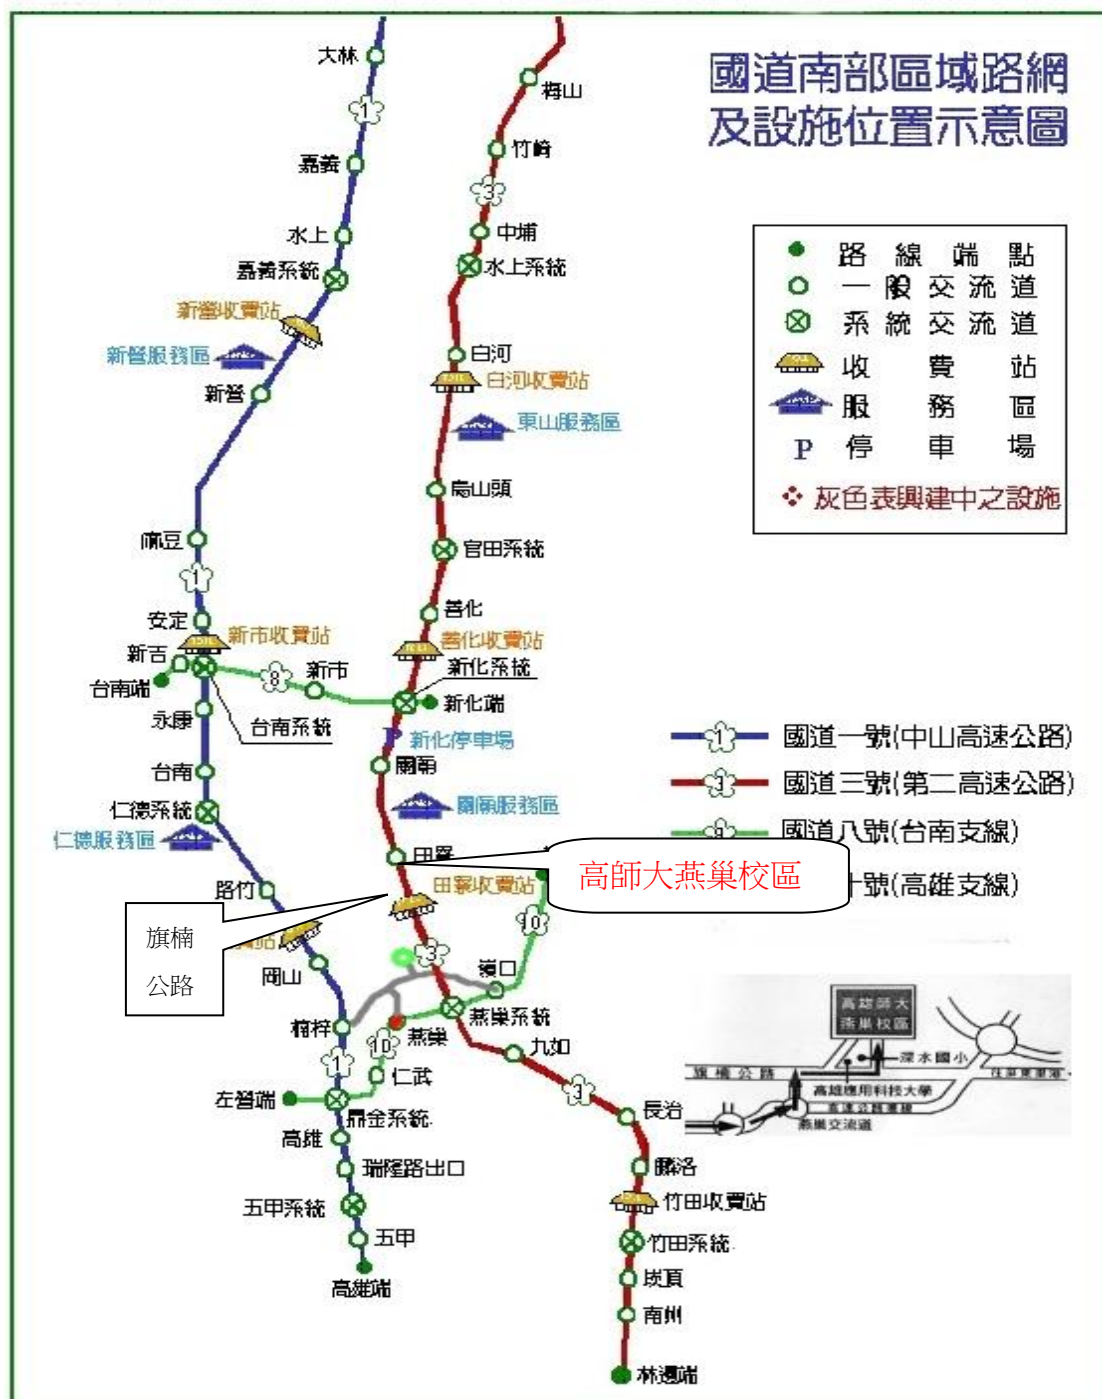 國道南部區域路網
及設施位置示意圖
路線端點
一般交流道
系統交流道
收費站
服務區
P 停車場
灰色表興建中之設施
大林
1
嘉義
水上
嘉義系統
新營收費站
新營服務區
新營
麻豆
1
安定
新市收費站
新吉
台南端
8
新市
台南系統
永康
台南
仁德系統
仁德服務區
路竹
岡山
楠梓
1
左營端
鼎金系統
高雄
瑞隆路出口
五甲系統
五甲
高雄端
梅山
竹崎
3
中埔
水上系統
白河
白河收費站
東山服務區
烏山頭
官田系統
善化
善化收費站
新化系統
新化端
P 新化停車場
關廟
關廟服務區
田寮
田寮收費站
3
10
嶺口
燕巢系統
燕巢
10
仁武
九如
3
長治
麟洛
竹田收費站
竹田系統
崁頂
南州
林邊端
1 國道一號(中山高速公路)
3 國道三號(第二高速公路)
8 國道八號(台南支線)
十號(高雄支線)
高師大燕巢校區
旗楠
公路
站
高雄師大
燕巢校區
深水國小
旗楠公路
高雄應用科技大學
燕巢交流道